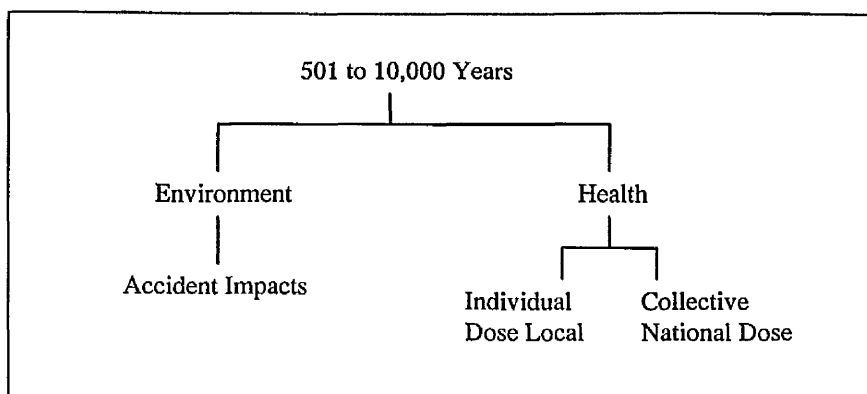 501 to 10,000 Years
Environment
Health
Accident Impacts
Individual
Dose Local
Collective
National Dose